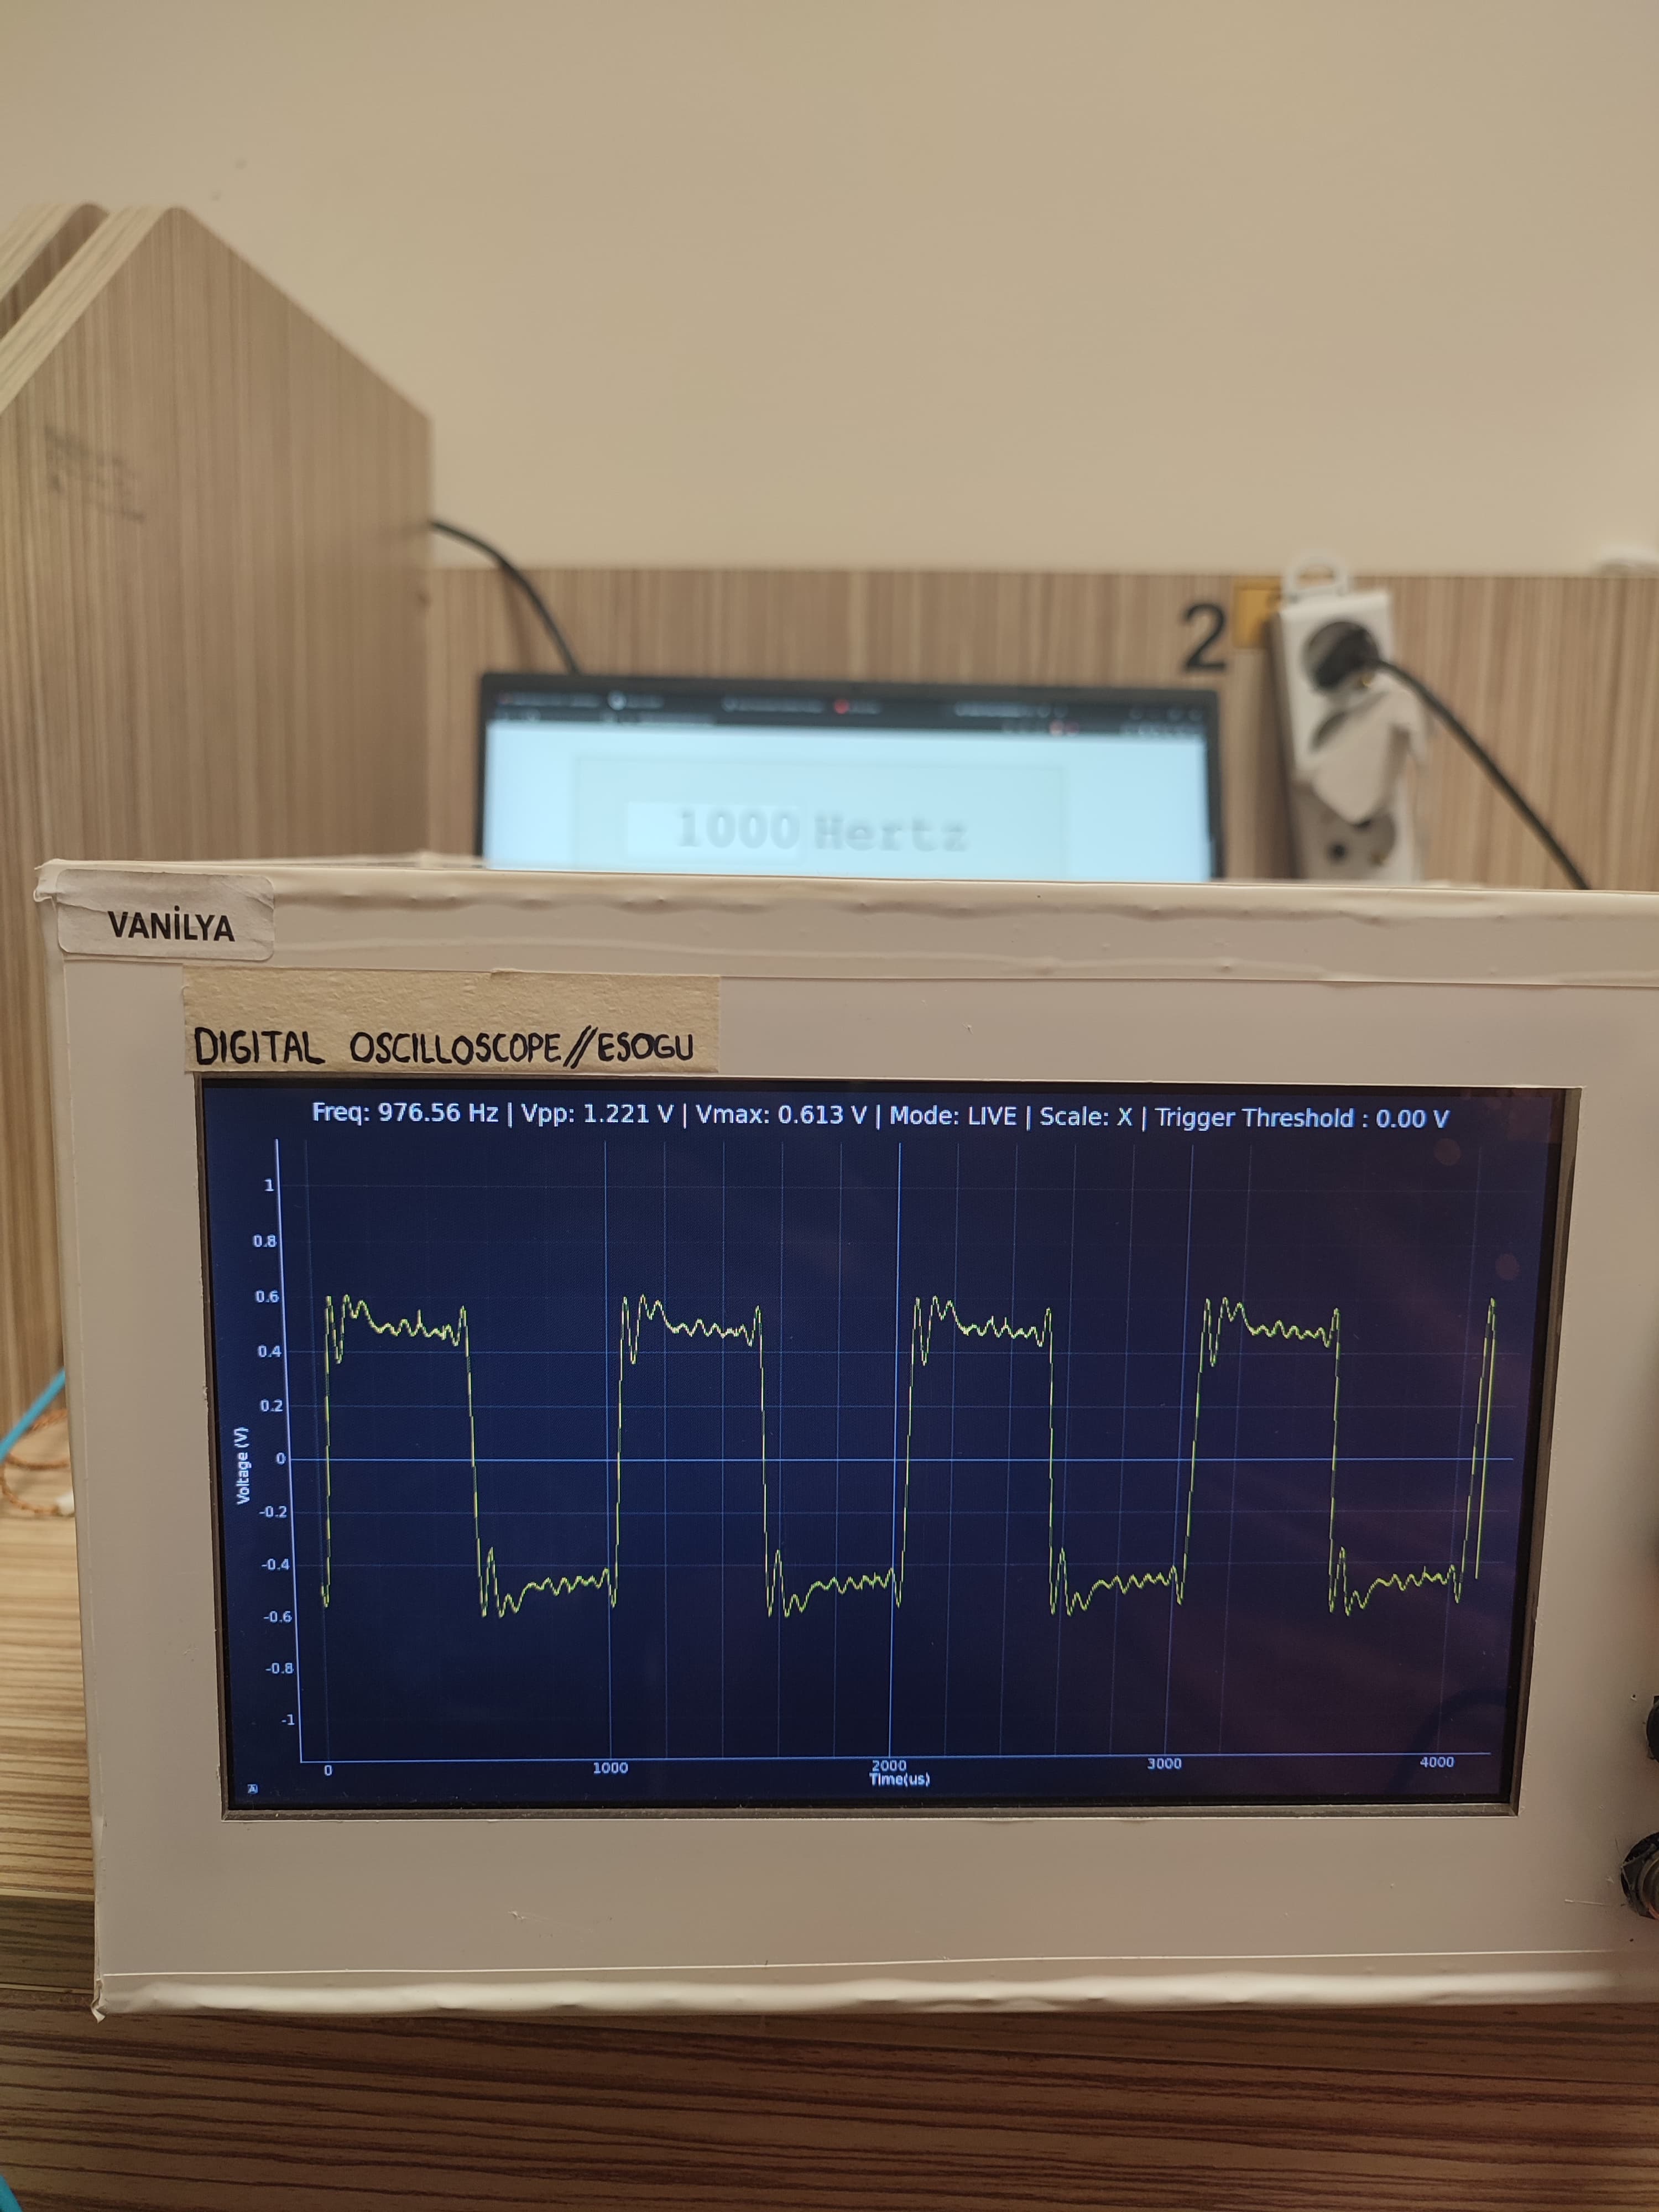 2
1000 Hertz
VANİLYA
DIGITAL OSCILLOSCOPE//ESOGU
Freq: 976.56 Hz | Vpp: 1.221 V | Vmax: 0.613 V | Mode: LIVE | Scale: X | Trigger Threshold : 0.00 V
1
0.8
0.6
0.4
0.2
0
-0.2
-0.4
-0.6
-0.8
-1
Voltage (V)
0 1000 2000 3000 4000
Time(us)
A